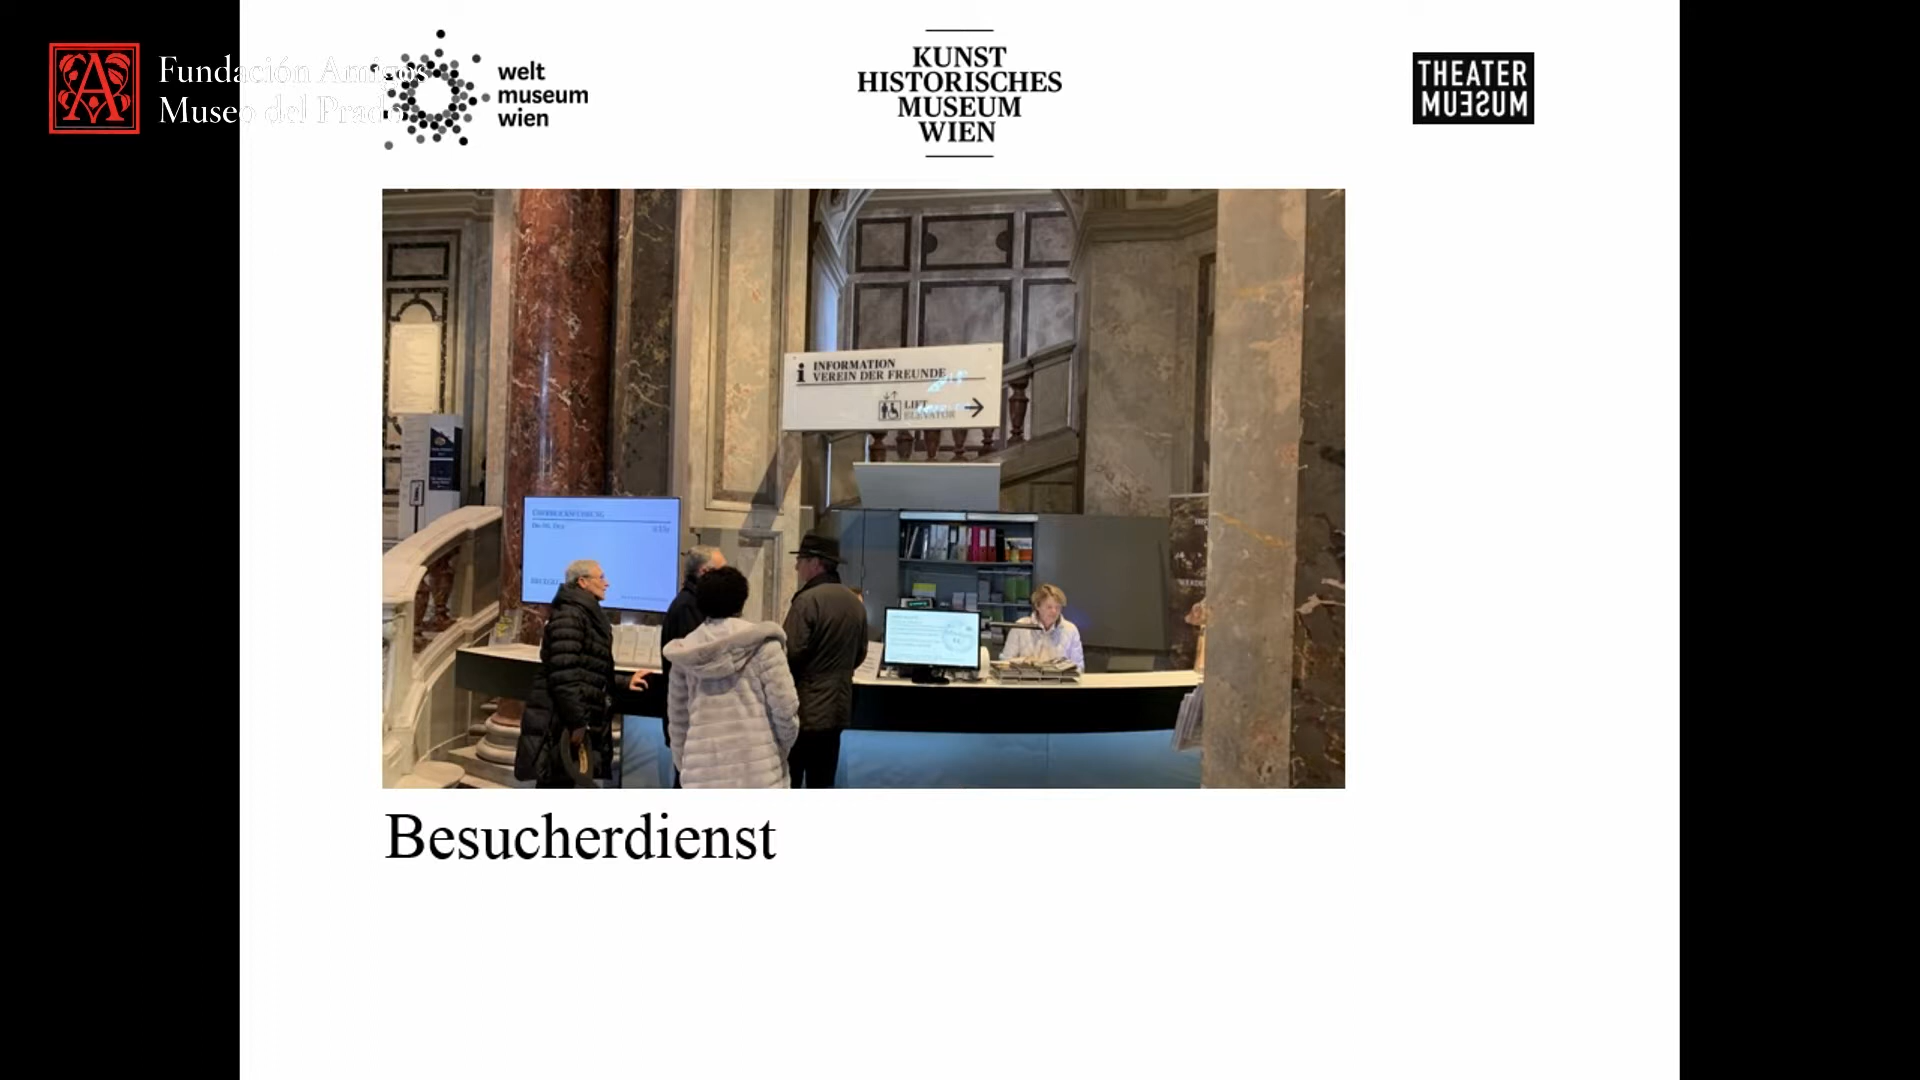 Fundación Amigos
Museo del Prado
welt
museum
wien
KUNST
HISTORISCHES
MUSEUM
WIEN
THEATER
MUSEUM
i INFORMATION
VEREIN DER FREUNDE
LIFT
ELEVATOR
Besucherdienst